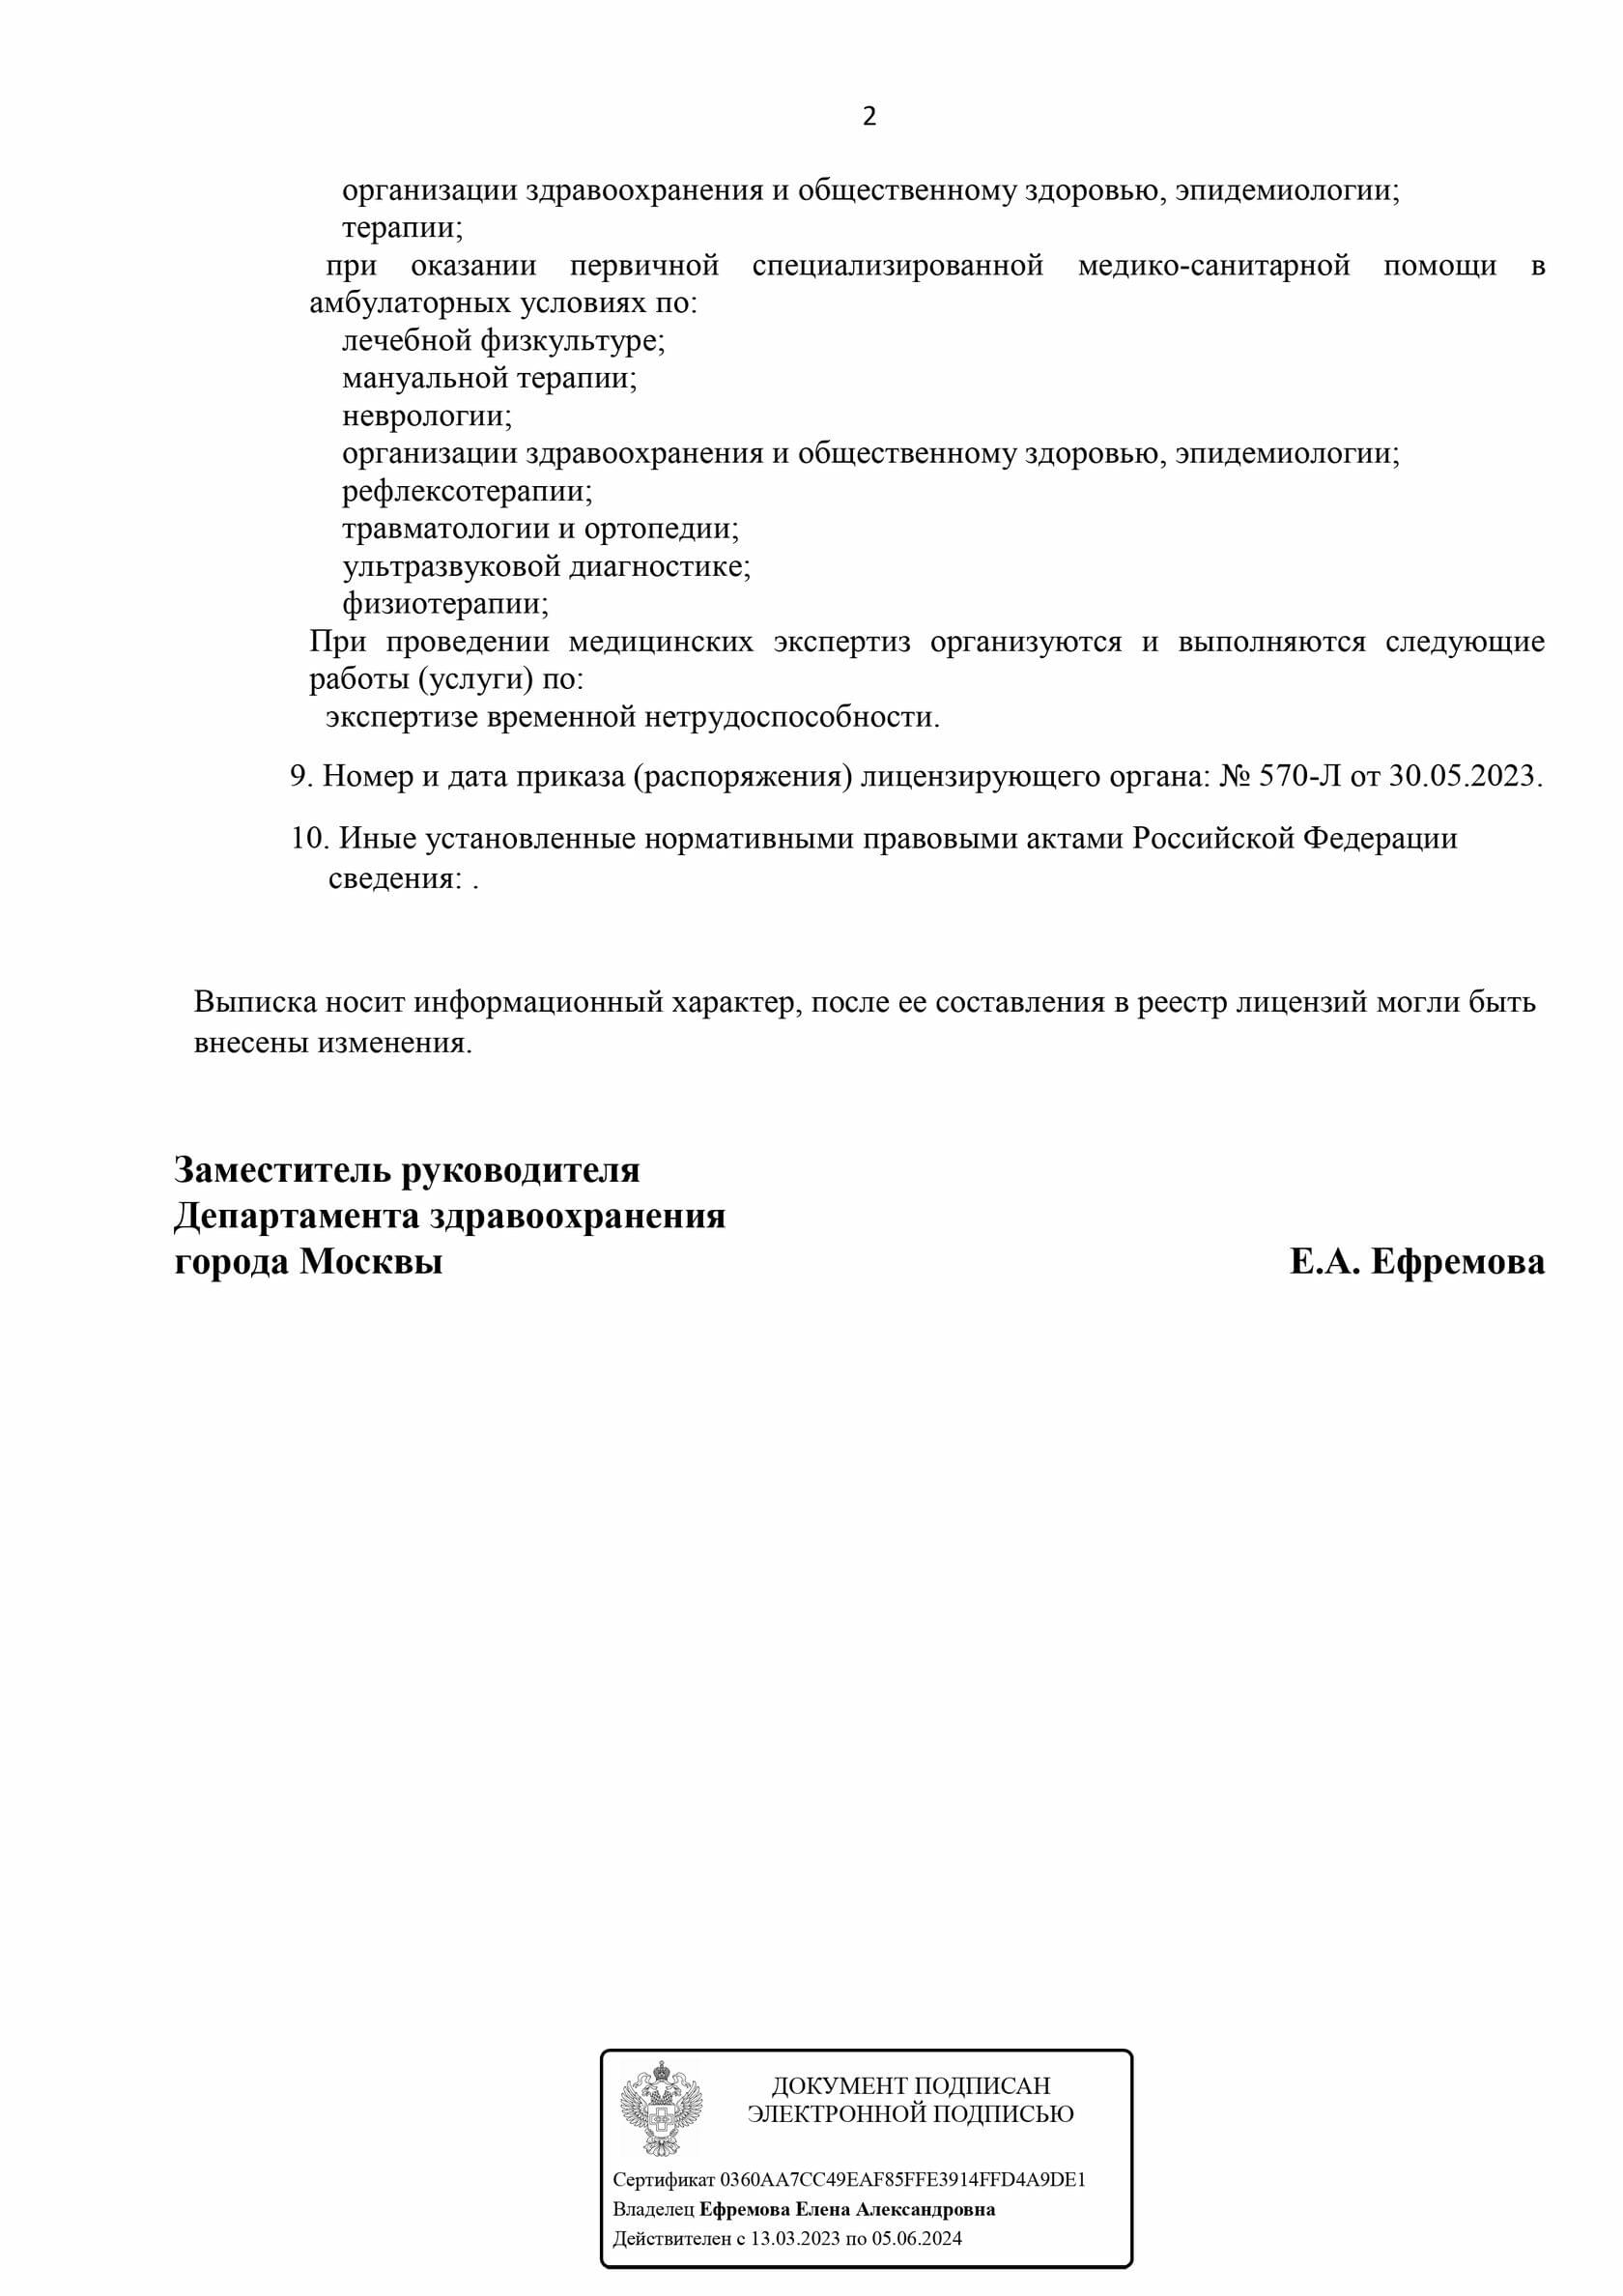 2
организации здравоохранения и общественному здоровью, эпидемиологии;
терапии;
при оказании первичной специализированной медико-санитарной помощи в
амбулаторных условиях по:
лечебной физкультуре;
мануальной терапии;
неврологии;
организации здравоохранения и общественному здоровью, эпидемиологии;
рефлексотерапии;
травматологии и ортопедии;
ультразвуковой диагностике;
физиотерапии;
При проведении медицинских экспертиз организуются и выполняются следующие
работы (услуги) по:
экспертизе временной нетрудоспособности.
9. Номер и дата приказа (распоряжения) лицензирующего органа: № 570-Л от 30.05.2023.
10. Иные установленные нормативными правовыми актами Российской Федерации
сведения: .
Выписка носит информационный характер, после ее составления в реестр лицензий могли быть
внесены изменения.
Заместитель руководителя
Департамента здравоохранения
города Москвы Е.А. Ефремова
ДОКУМЕНТ ПОДПИСАН
ЭЛЕКТРОННОЙ ПОДПИСЬЮ
Сертификат 0360AA7CC49EAF85FFE3914FFD4A9DE1
Владелец Ефремова Елена Александровна
Действителен с 13.03.2023 по 05.06.2024